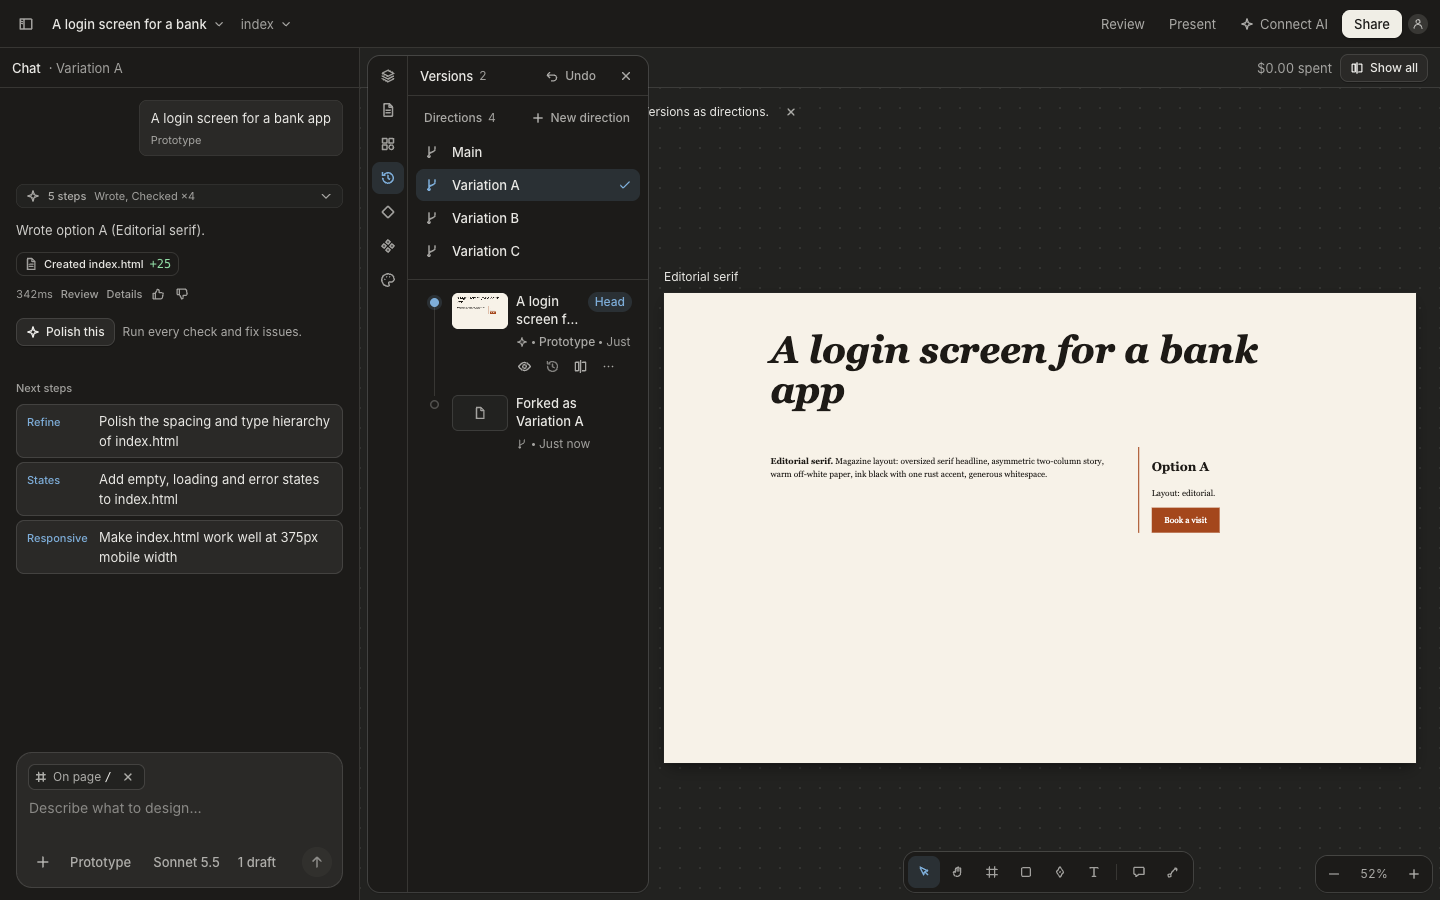 A login screen for a bank
index
Review
Present
Connect AI
Share
Chat · Variation A
$0.00 spent
Show all
A login screen for a bank app
Prototype
5 steps Wrote, Checked ×4
Wrote option A (Editorial serif).
Created index.html +25
342ms Review Details
Polish this
Run every check and fix issues.
Next steps
Refine
Polish the spacing and type hierarchy
of index.html
States
Add empty, loading and error states
to index.html
Responsive
Make index.html work well at 375px
mobile width
On page /
Describe what to design...
Prototype
Sonnet 5.5
1 draft
Versions 2
Undo
Directions 4
New direction
Main
Variation A
Variation B
Variation C
A login
screen f...
Head
• Prototype • Just
Forked as
Variation A
• Just now
ersions as directions.
Editorial serif
A login screen for a bank
app
Editorial serif. Magazine layout: oversized serif headline, asymmetric two-column story,
warm off-white paper, ink black with one rust accent, generous whitespace.
Option A
Layout: editorial.
Book a visit
52%